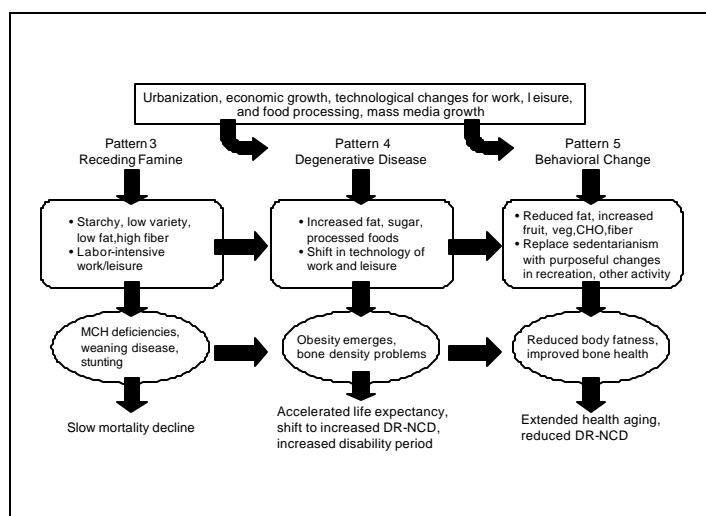 Urbanization, economic growth, technological changes for work, leisure,
and food processing, mass media growth
Pattern 3
Receding Famine
• Starchy, low variety,
low fat,high fiber
• Labor-intensive
work/leisure
MCH deficiencies,
weaning disease,
stunting
Slow mortality decline
Pattern 4
Degenerative Disease
• Increased fat, sugar,
processed foods
• Shift in technology of
work and leisure
Obesity emerges,
bone density problems
Accelerated life expectancy,
shift to increased DR-NCD,
increased disability period
Pattern 5
Behavioral Change
• Reduced fat, increased
fruit, veg,CHO,fiber
• Replace sedentarianism
with purposeful changes
in recreation, other activity
Reduced body fatness,
improved bone health
Extended health aging,
reduced DR-NCD